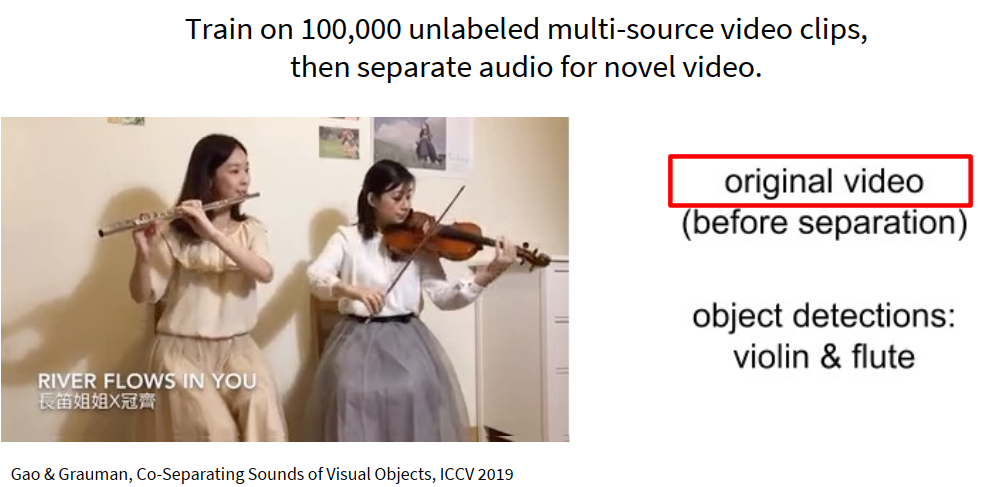 Train on 100,000 unlabeled multi-source video clips,
then separate audio for novel video.
original video
(before separation)
object detections:
violin & flute
RIVER FLOWS IN YOU
長笛姐姐X冠齊
Gao & Grauman, Co-Separating Sounds of Visual Objects, ICCV 2019